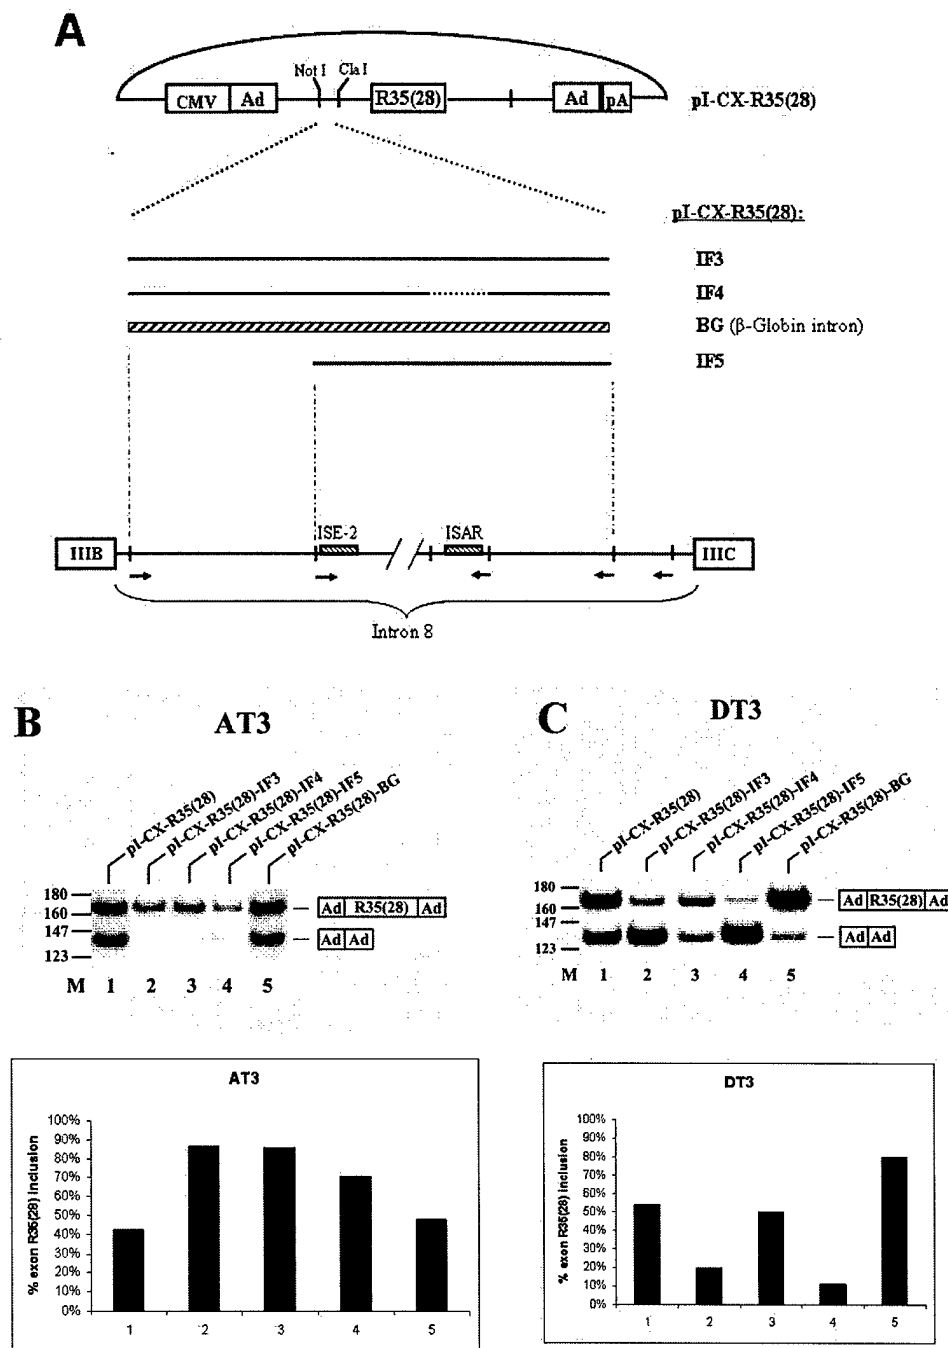 A
Not I Cla I
CMV Ad R35(28) Ad pA pI-CX-R35(28)
pI-CX-R35(28):
IF3
IF4
BG (β-Globin intron)
IF5
ISE-2 ISAR
IIIB IIIC
Intron 8
B AT3
pI-CX-R35(28)
pI-CX-R35(28)-IF3
pI-CX-R35(28)-IF4
pI-CX-R35(28)-IF5
pI-CX-R35(28)-BG
180
160
147
123
Ad R35(28) Ad
Ad Ad
M 1 2 3 4 5
C DT3
pI-CX-R35(28)
pI-CX-R35(28)-IF3
pI-CX-R35(28)-IF4
pI-CX-R35(28)-IF5
pI-CX-R35(28)-BG
180
160
147
123
Ad R35(28) Ad
Ad Ad
M 1 2 3 4 5
AT3
% exon R35(28) inclusion
100%
90%
80%
70%
60%
50%
40%
30%
20%
10%
0%
1 2 3 4 5
DT3
% exon R35(28) inclusion
100%
90%
80%
70%
60%
50%
40%
30%
20%
10%
0%
1 2 3 4 5